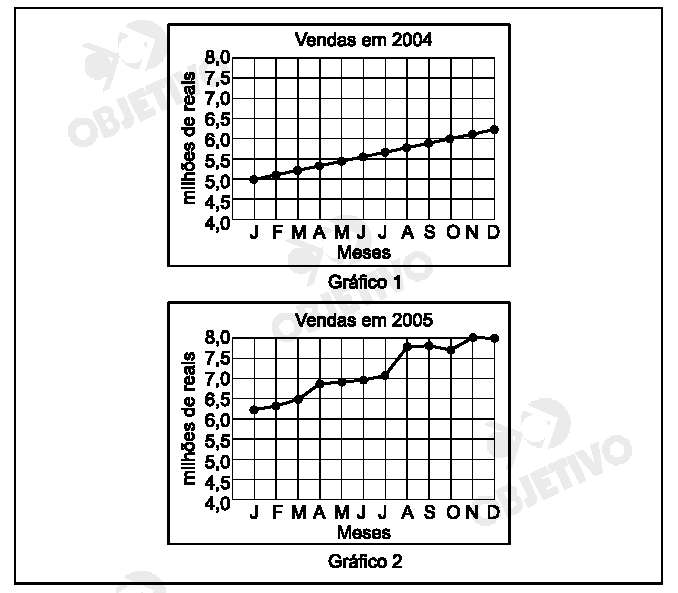 Vendas em 2004
milhões de reais
8,0
7,5
7,0
6,5
6,0
5,5
5,0
4,5
4,0
J F M A M J J A S O N D
Meses
Gráfico 1
Vendas em 2005
milhões de reais
8,0
7,5
7,0
6,5
6,0
5,5
5,0
4,5
4,0
J F M A M J J A S O N D
Meses
Gráfico 2
OBJETIVO
OBJETIVO
OBJETIVO